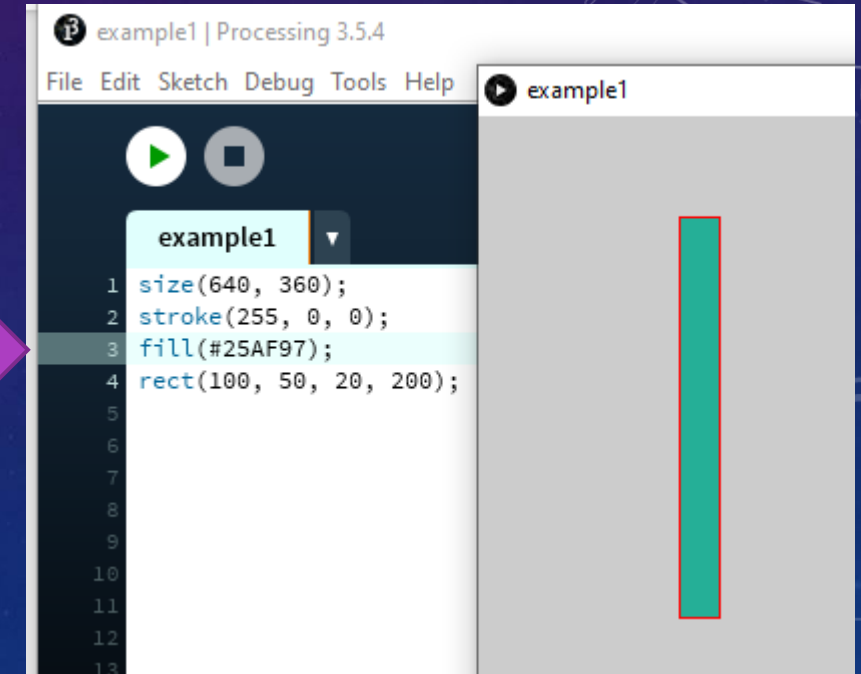 example1 | Processing 3.5.4
File Edit Sketch Debug Tools Help
example1
example1
1 size(640, 360);
2 stroke(255, 0, 0);
3 fill(#25AF97);
4 rect(100, 50, 20, 200);
5
6
7
8
9
10
11
12
13